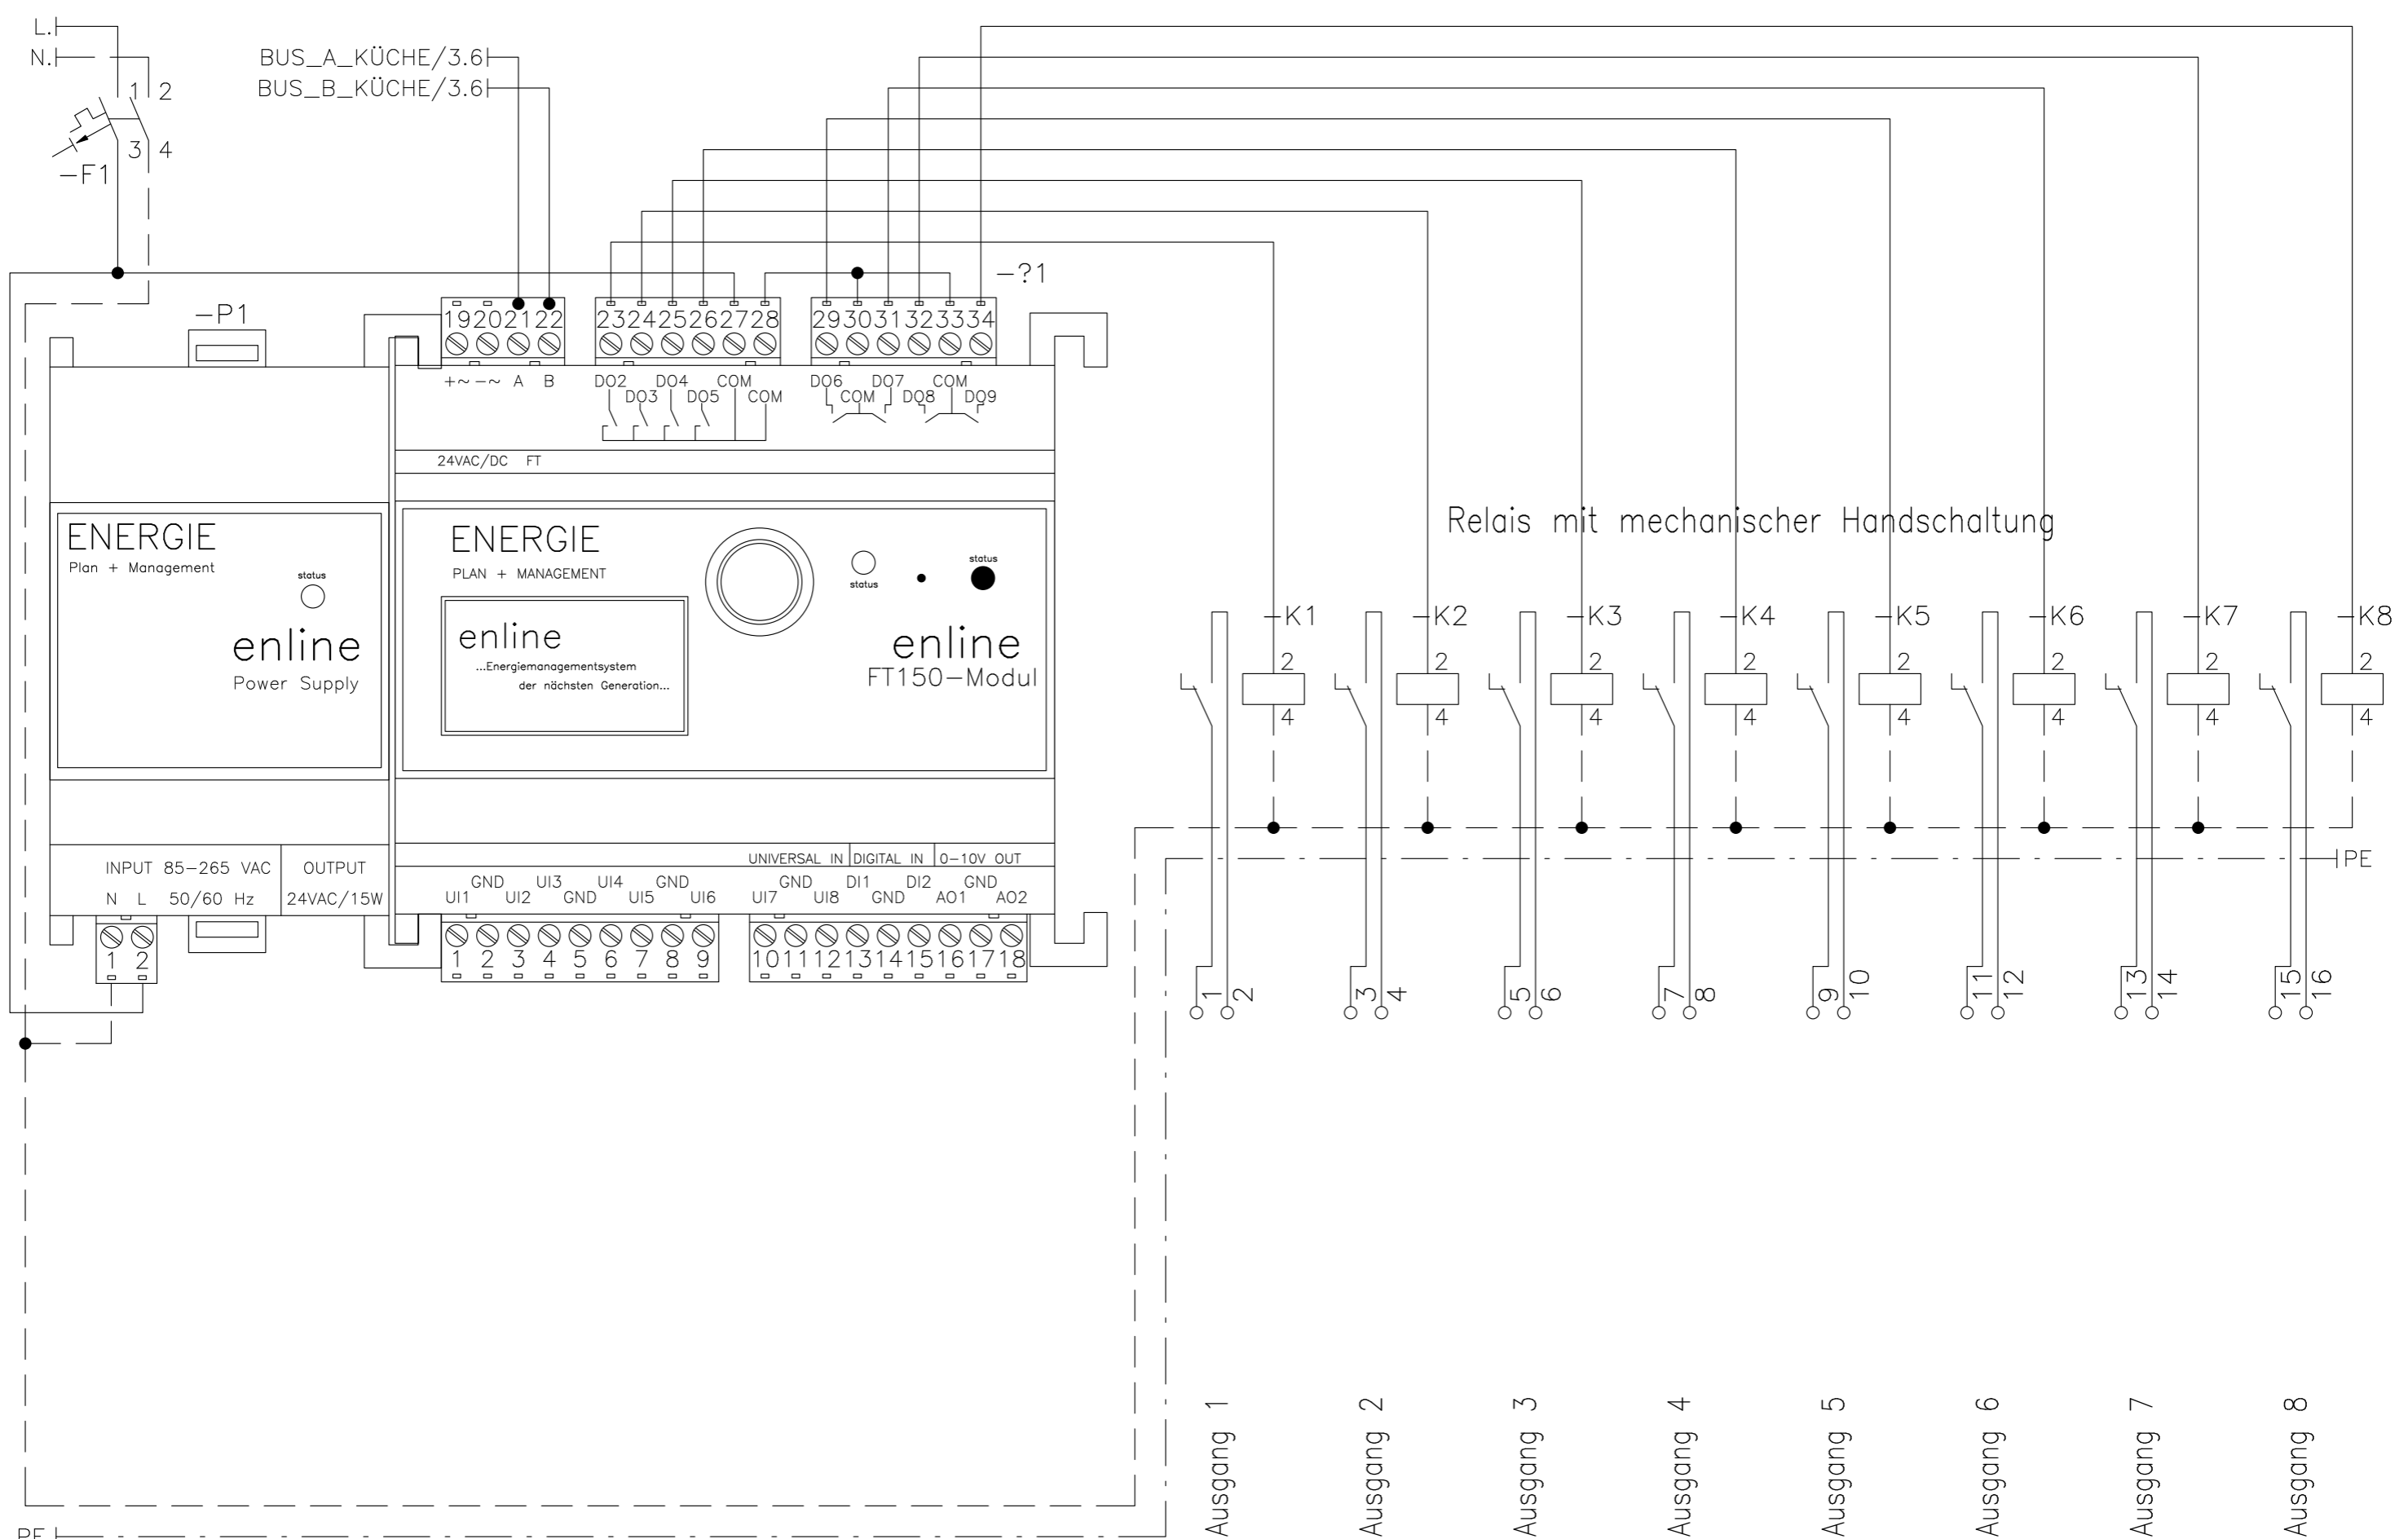 L.
N.
BUS_A_KÜCHE/3.6
BUS_B_KÜCHE/3.6
1 2
3 4
-F1
-?1
-P1
19 20 21 22
23 24 25 26 27 28
29 30 31 32 33 34
+~ -~ A B
DO2 DO4 COM
DO3 DO5 COM
DO6 DO7 COM
COM DO8 DO9
24VAC/DC FT
Relais mit mechanischer Handschaltung
ENERGIE
Plan + Management
status
enline
Power Supply
ENERGIE
PLAN + MANAGEMENT
enline
...Energiemanagementsystem
der nächsten Generation...
status
status
enline
FT150-Modul
-K1 -K2 -K3 -K4 -K5 -K6 -K7 -K8
2 2 2 2 2 2 2 2
4 4 4 4 4 4 4 4
INPUT 85-265 VAC
N L 50/60 Hz
OUTPUT
24VAC/15W
UNIVERSAL IN DIGITAL IN 0-10V OUT
GND UI3 UI4 GND GND DI1 DI2 GND
UI1 UI2 GND UI5 UI6 UI7 UI8 GND AO1 AO2
PE
1 2
1 2 3 4 5 6 7 8 9
10 11 12 13 14 15 16 17 18
1 2 3 4 5 6 7 8 9 10 11 12 13 14 15 16
Ausgang 1
Ausgang 2
Ausgang 3
Ausgang 4
Ausgang 5
Ausgang 6
Ausgang 7
Ausgang 8
PE